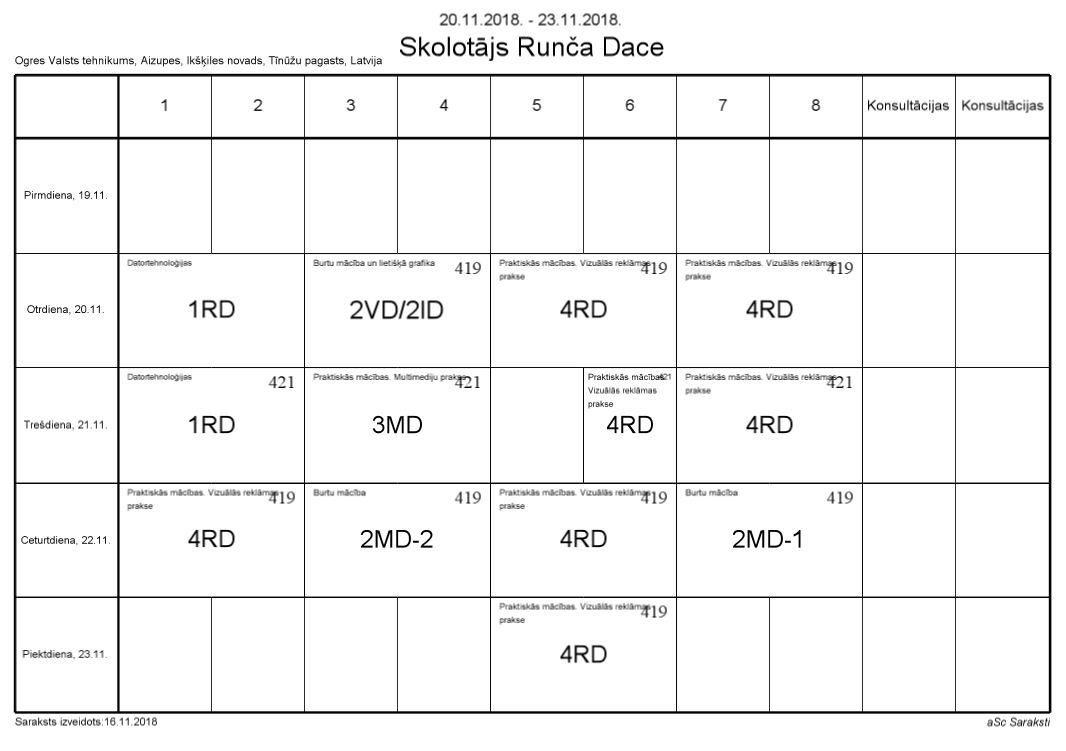 20.11.2018. - 23.11.2018.
Skolotājs Runča Dace
Ogres Valsts tehnikums, Aizupes, Ikšķiles novads, Tīnūžu pagasts, Latvija
1 2 3 4 5 6 7 8 Konsultācijas Konsultācijas
Pirmdiena, 19.11.
Otrdiena, 20.11.
Datortehnoloģijas
1RD
Burtu mācība un lietišķā grafika 419
2VD/2ID
Praktiskās mācības. Vizuālās reklāmas 419
prakse
4RD
Praktiskās mācības. Vizuālās reklāmas 419
prakse
4RD
Trešdiena, 21.11.
Datortehnoloģijas 421
1RD
Praktiskās mācības. Multimediju prakse 421
3MD
Praktiskās mācības. 421
Vizuālās reklāmas
prakse
4RD
Praktiskās mācības. Vizuālās reklāmas 421
prakse
4RD
Ceturtdiena, 22.11.
Praktiskās mācības. Vizuālās reklāmas 419
prakse
4RD
Burtu mācība 419
2MD-2
Praktiskās mācības. Vizuālās reklāmas 419
prakse
4RD
Burtu mācība 419
2MD-1
Piektdiena, 23.11.
Praktiskās mācības. Vizuālās reklāmas 419
prakse
4RD
Saraksts izveidots:16.11.2018
aSc Saraksti